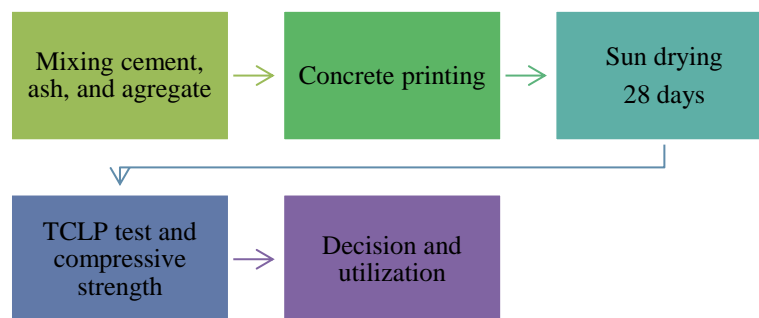 Mixing cement,
ash, and agregate
Concrete printing
Sun drying
28 days
TCLP test and
compressive
strength
Decision and
utilization